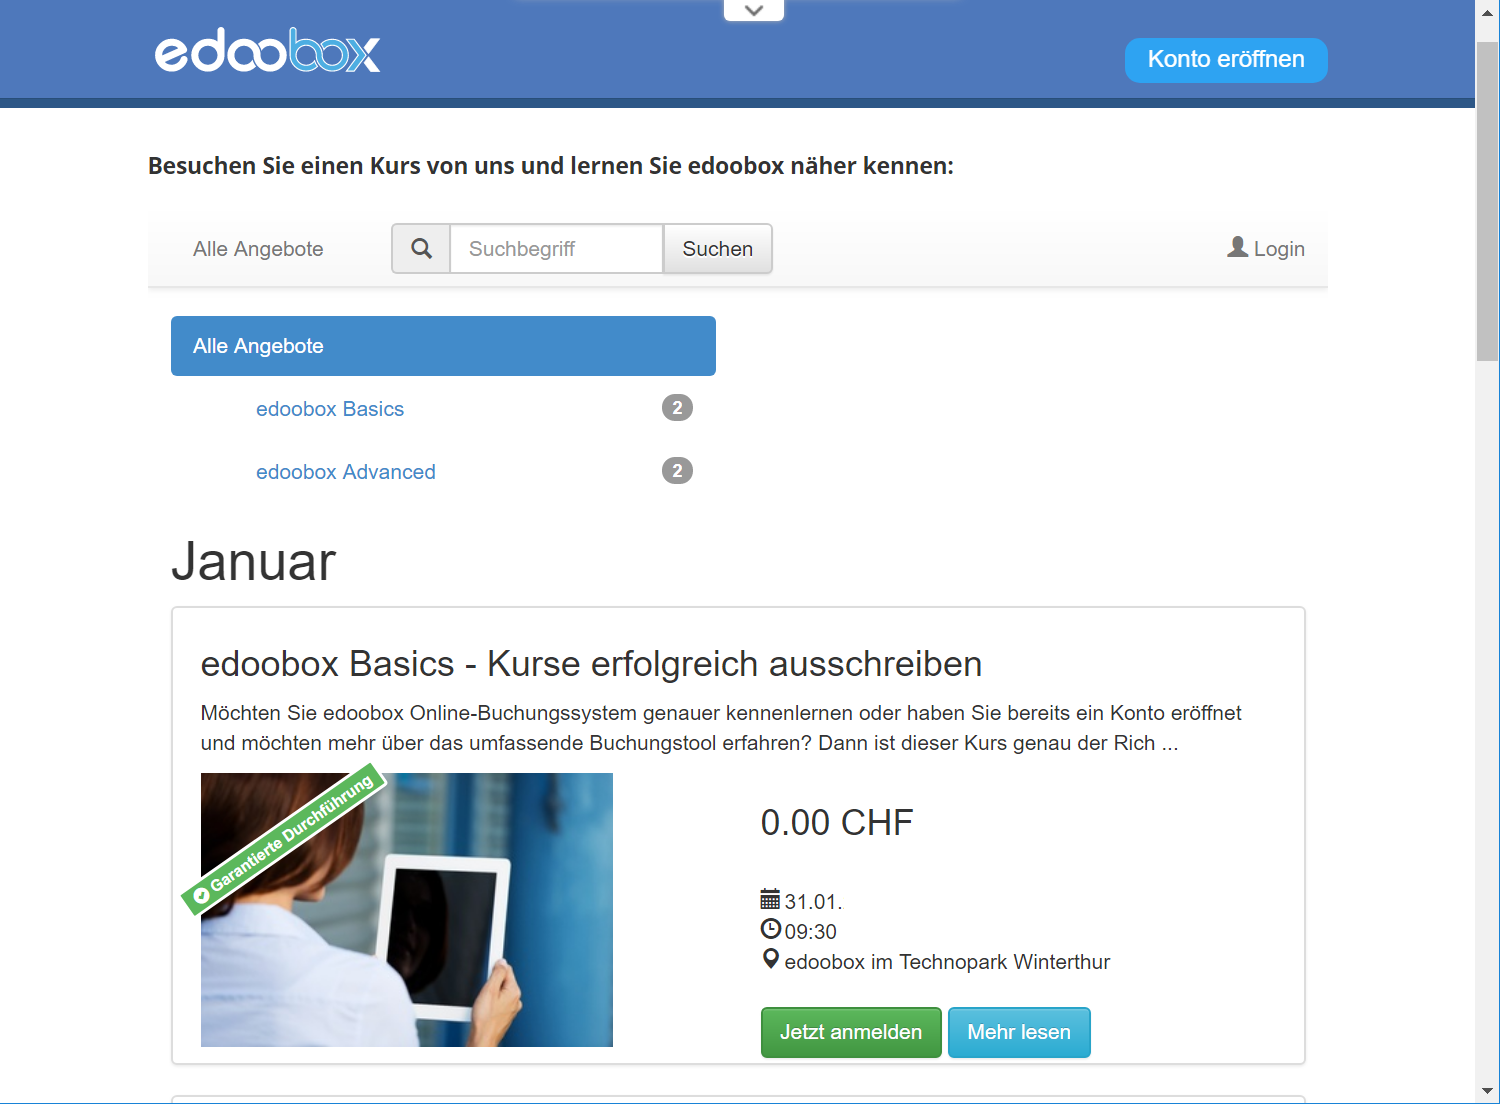 edoobox
Konto eröffnen
Besuchen Sie einen Kurs von uns und lernen Sie edoobox näher kennen:
Alle Angebote
Suchbegriff
Suchen
Login
Alle Angebote
edoobox Basics
2
edoobox Advanced
2
Januar
edoobox Basics - Kurse erfolgreich ausschreiben
Möchten Sie edoobox Online-Buchungssystem genauer kennenlernen oder haben Sie bereits ein Konto eröffnet
und möchten mehr über das umfassende Buchungstool erfahren? Dann ist dieser Kurs genau der Rich ...
Garantierte Durchführung
0.00 CHF
31.01.
09:30
edoobox im Technopark Winterthur
Jetzt anmelden
Mehr lesen